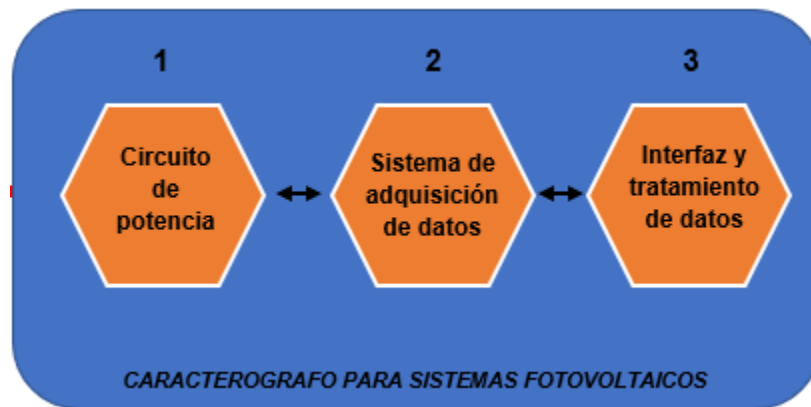 1
2
3
Circuito
de
potencia
Sistema de
adquisición
de datos
Interfaz y
tratamiento
de datos
CARACTEROGRAFO PARA SISTEMAS FOTOVOLTAICOS